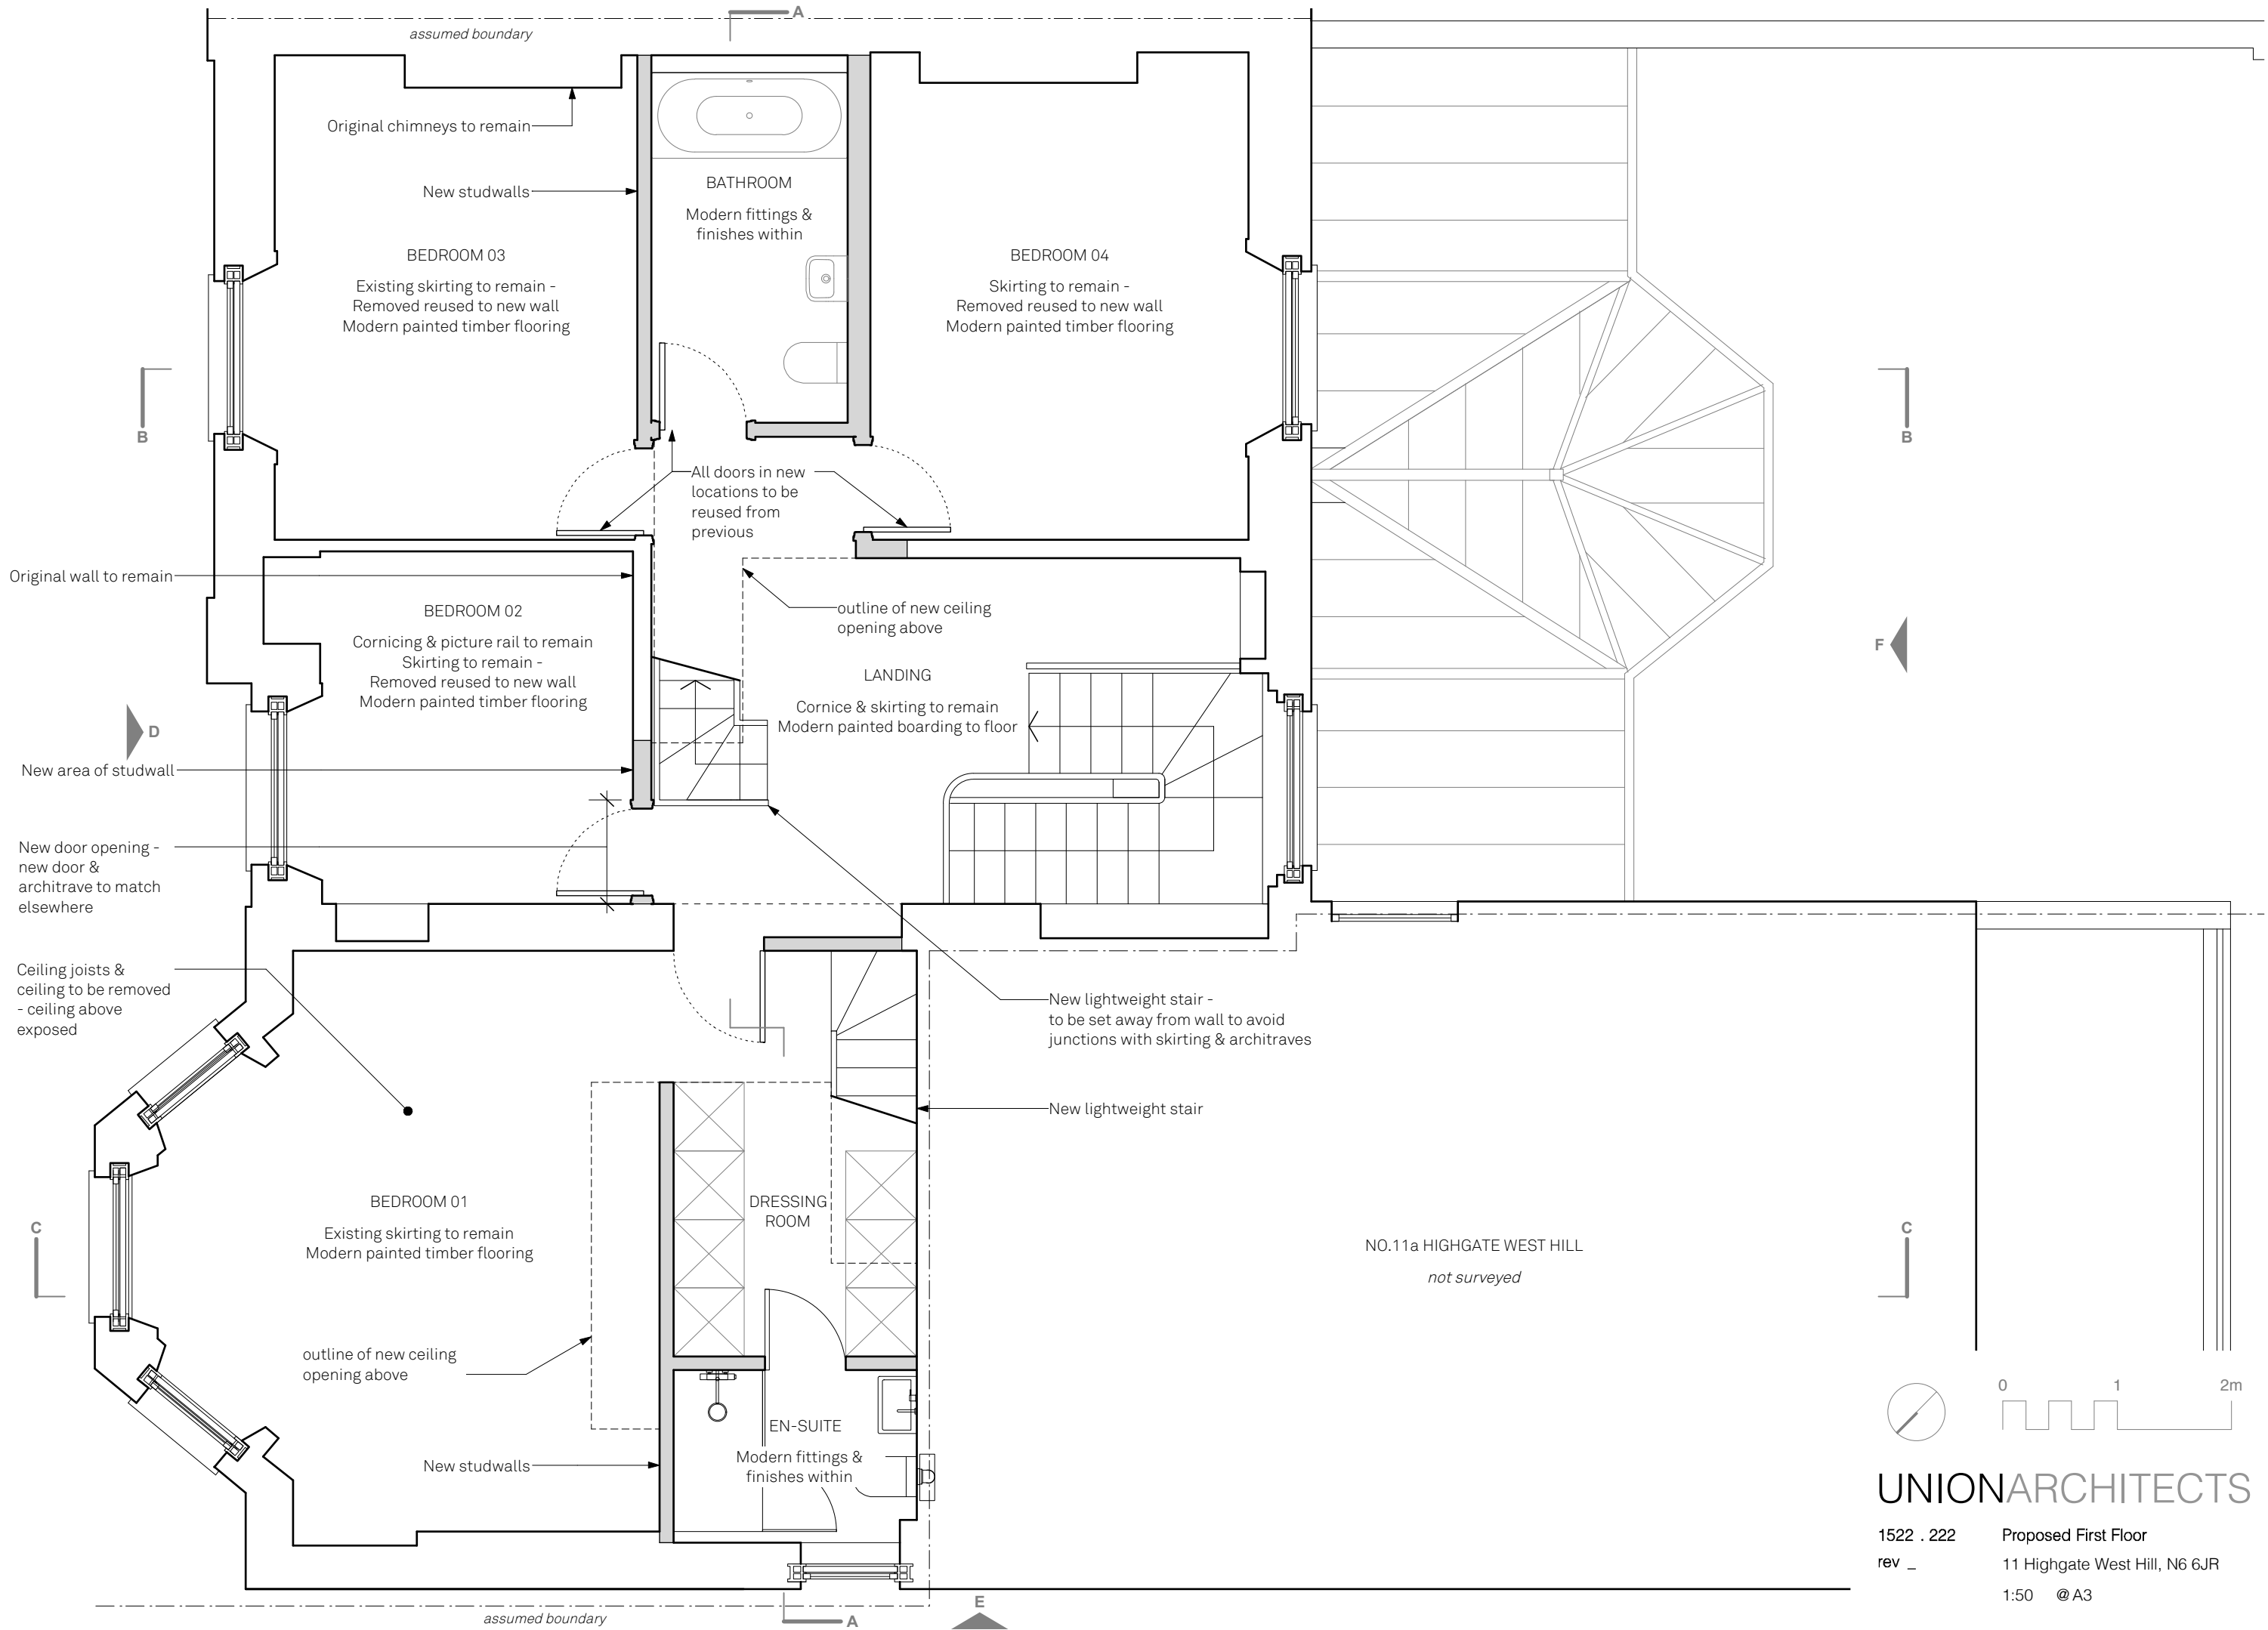 A
assumed boundary
Original chimneys to remain
New studwalls
BATHROOM
Modern fittings &
finishes within
BEDROOM 03
Existing skirting to remain -
Removed reused to new wall
Modern painted timber flooring
BEDROOM 04
Skirting to remain -
Removed reused to new wall
Modern painted timber flooring
B
B
All doors in new
locations to be
reused from
previous
Original wall to remain
BEDROOM 02
Cornicing & picture rail to remain
Skirting to remain -
Removed reused to new wall
Modern painted timber flooring
outline of new ceiling
opening above
LANDING
Cornice & skirting to remain
Modern painted boarding to floor
F
D
New area of studwall
New door opening -
new door &
architrave to match
elsewhere
Ceiling joists &
ceiling to be removed
- ceiling above
exposed
New lightweight stair -
to be set away from wall to avoid
junctions with skirting & architraves
New lightweight stair
BEDROOM 01
Existing skirting to remain
Modern painted timber flooring
DRESSING
ROOM
C
C
NO.11a HIGHGATE WEST HILL
not surveyed
outline of new ceiling
opening above
EN-SUITE
Modern fittings &
finishes within
New studwalls
0 1 2m
UNIONARCHITECTS
1522 . 222 Proposed First Floor
rev _ 11 Highgate West Hill, N6 6JR
1:50 @ A3
assumed boundary
A
E